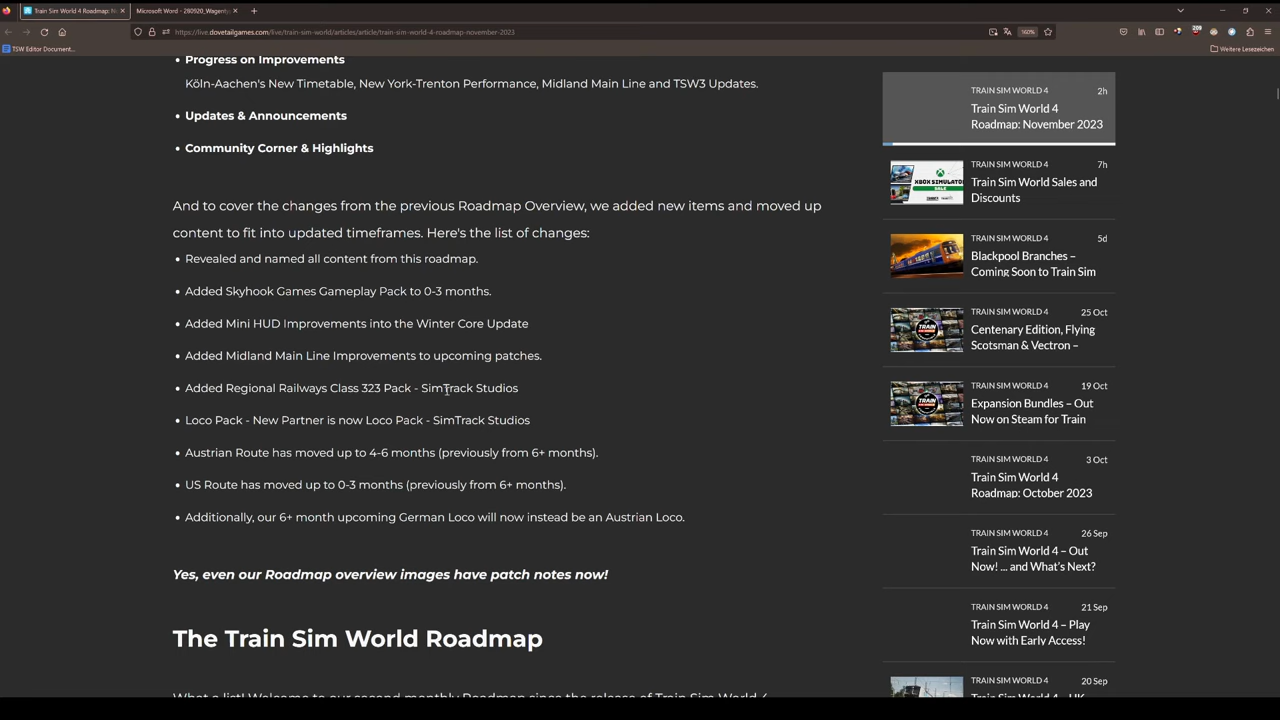 Train Sim World 4 Roadmap: N
Microsoft Word - 280920_Wagentp
https://live.dovetailgames.com/live/train-sim-world/articles/article/train-sim-world-4-roadmap-november-2023
160%
TSW Editor Document...
Weitere Lesezeichen
Progress on Improvements
Köln-Aachen's New Timetable, New York-Trenton Performance, Midland Main Line and TSW3 Updates.
Updates & Announcements
Community Corner & Highlights
And to cover the changes from the previous Roadmap Overview, we added new items and moved up
content to fit into updated timeframes. Here's the list of changes:
Revealed and named all content from this roadmap.
Added Skyhook Games Gameplay Pack to 0-3 months.
Added Mini HUD Improvements into the Winter Core Update
Added Midland Main Line Improvements to upcoming patches.
Added Regional Railways Class 323 Pack - SimTrack Studios
Loco Pack - New Partner is now Loco Pack - SimTrack Studios
Austrian Route has moved up to 4-6 months (previously from 6+ months).
US Route has moved up to 0-3 months (previously from 6+ months).
Additionally, our 6+ month upcoming German Loco will now instead be an Austrian Loco.
Yes, even our Roadmap overview images have patch notes now!
The Train Sim World Roadmap
What a list! Welcome to our second monthly Roadmap since the release of Train Sim World 4
TRAIN SIM WORLD 4 2h
Train Sim World 4
Roadmap: November 2023
TRAIN SIM WORLD 4 7h
XBOX SIMULATOR
SALE
Train Sim World Sales and
Discounts
TRAIN SIM WORLD 4 5d
Blackpool Branches –
Coming Soon to Train Sim
TRAIN SIM WORLD 4 25 Oct
Centenary Edition, Flying
Scotsman & Vectron –
TRAIN SIM WORLD 4 19 Oct
Expansion Bundles – Out
Now on Steam for Train
TRAIN SIM WORLD 4 3 Oct
Train Sim World 4
Roadmap: October 2023
TRAIN SIM WORLD 4 26 Sep
Train Sim World 4 – Out
Now! ... and What's Next?
TRAIN SIM WORLD 4 21 Sep
Train Sim World 4 – Play
Now with Early Access!
TRAIN SIM WORLD 4 20 Sep
Train Sim World 4 – UK